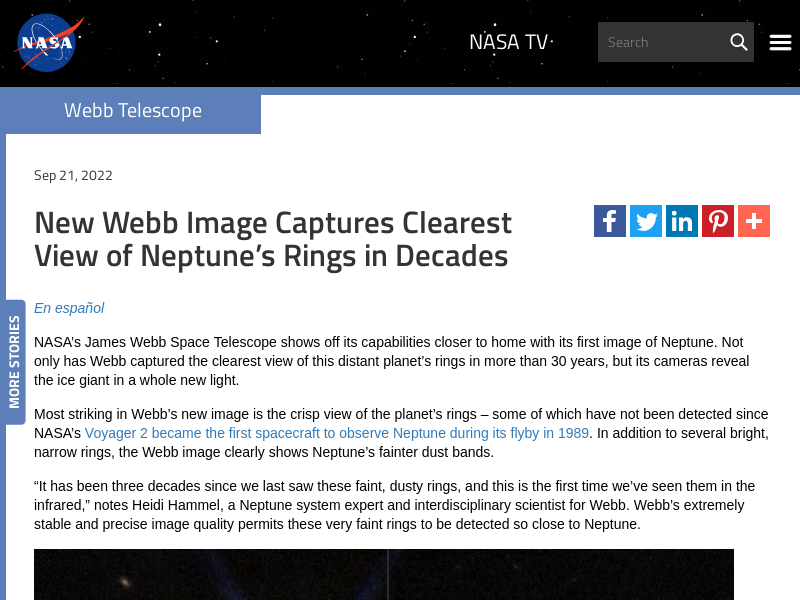 NASA
NASA TV
Search
Webb Telescope
Sep 21, 2022
New Webb Image Captures Clearest
View of Neptune’s Rings in Decades
En español
MORE STORIES
NASA’s James Webb Space Telescope shows off its capabilities closer to home with its first image of Neptune. Not
only has Webb captured the clearest view of this distant planet’s rings in more than 30 years, but its cameras reveal
the ice giant in a whole new light.
Most striking in Webb’s new image is the crisp view of the planet’s rings – some of which have not been detected since
NASA’s Voyager 2 became the first spacecraft to observe Neptune during its flyby in 1989. In addition to several bright,
narrow rings, the Webb image clearly shows Neptune’s fainter dust bands.
“It has been three decades since we last saw these faint, dusty rings, and this is the first time we’ve seen them in the
infrared,” notes Heidi Hammel, a Neptune system expert and interdisciplinary scientist for Webb. Webb’s extremely
stable and precise image quality permits these very faint rings to be detected so close to Neptune.